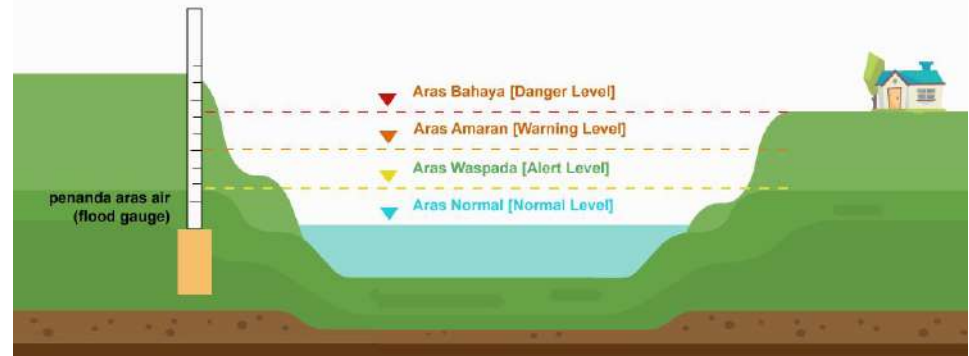 Aras Bahaya [Danger Level]
Aras Amaran [Warning Level]
Aras Waspada [Alert Level]
penanda aras air
(flood gauge)
Aras Normal [Normal Level]